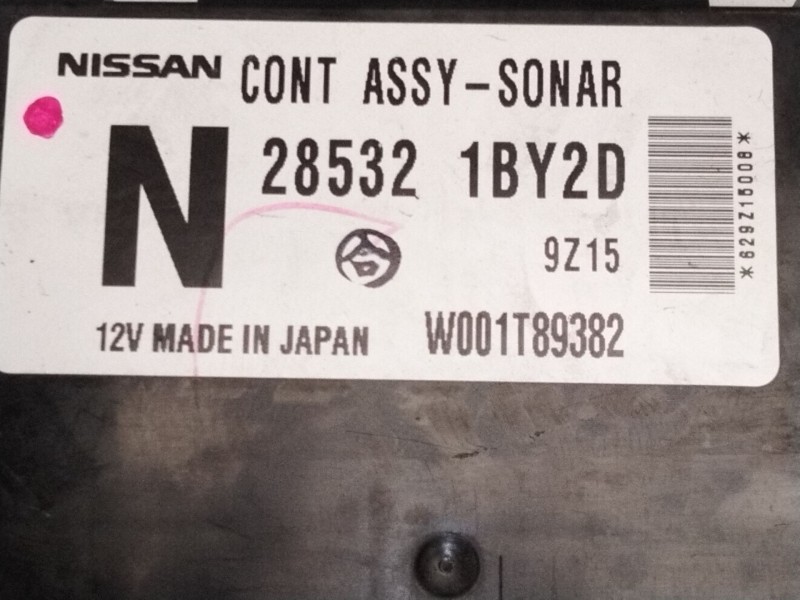 NISSAN CONT ASSY-SONAR
N 28532 1BY2D
9Z15
12V MADE IN JAPAN W001T89382
*629Z15008*